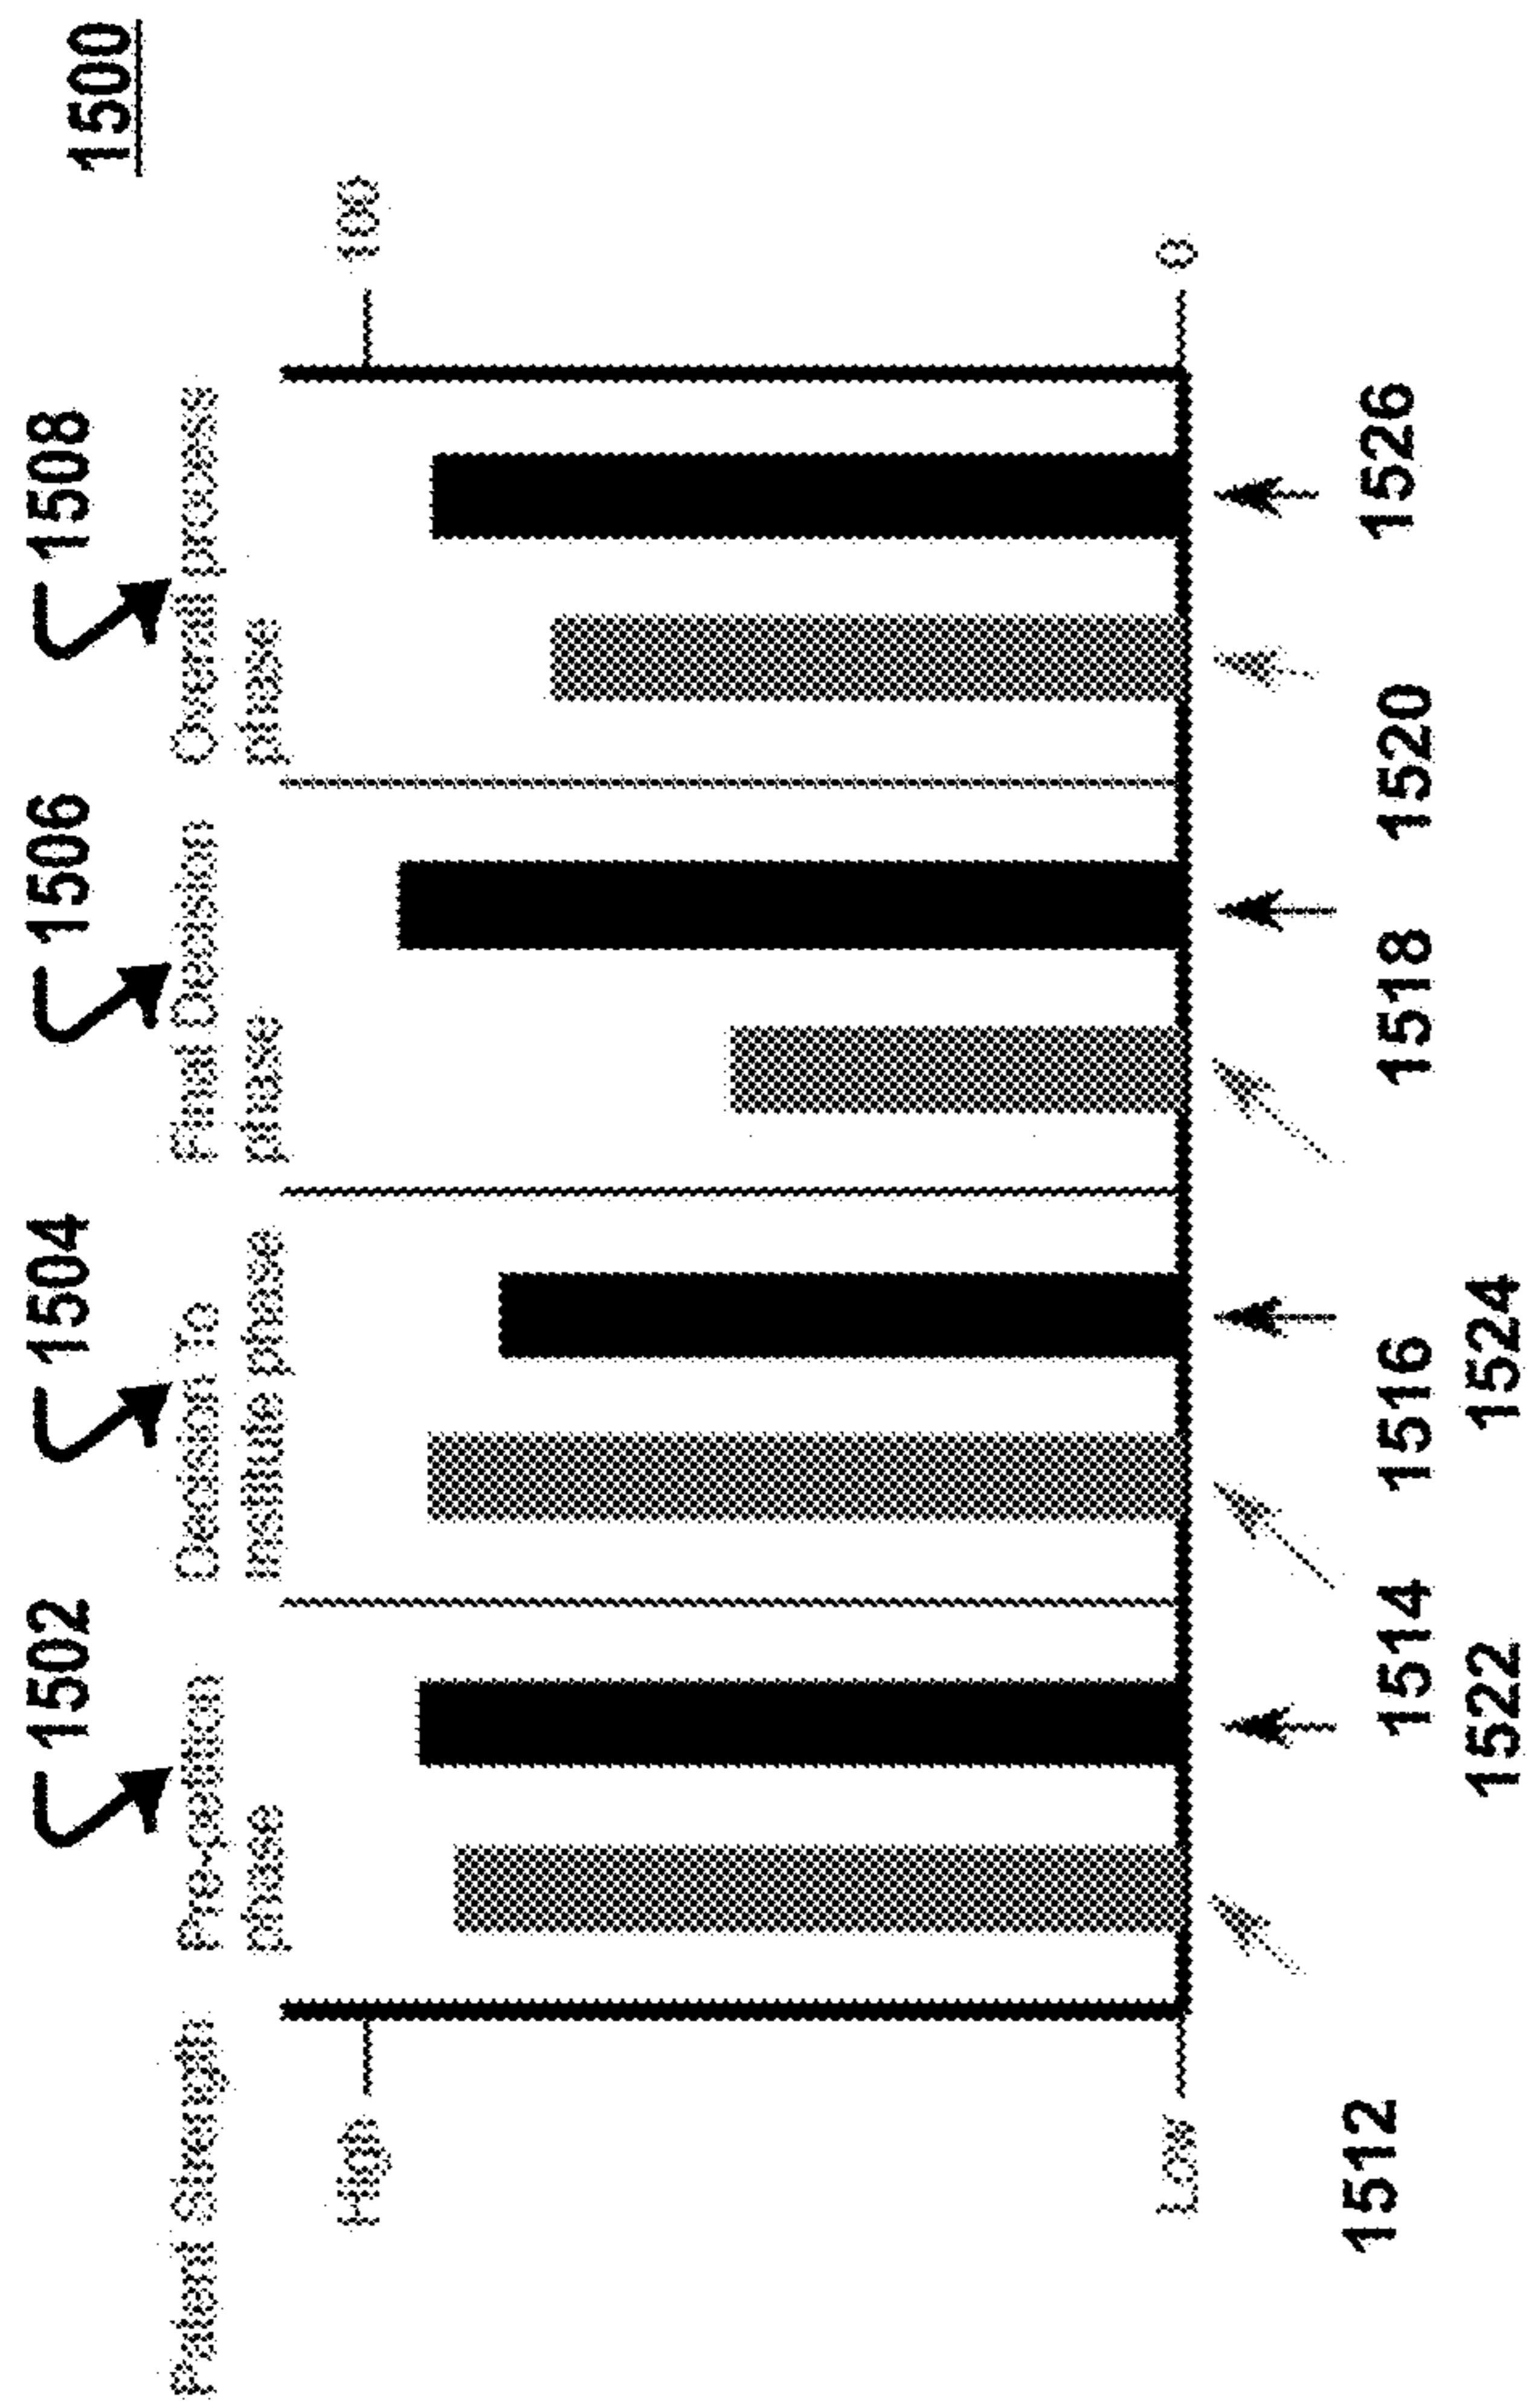 1500
1502 1504 1506 1508
Patent Strength
Pre-petition
phase
Decision To
Institute phase
Final Decision
phase
Overall process
phase
High
100
Low
0
1512
1514 1516 1518 1520
1526
1522 1524